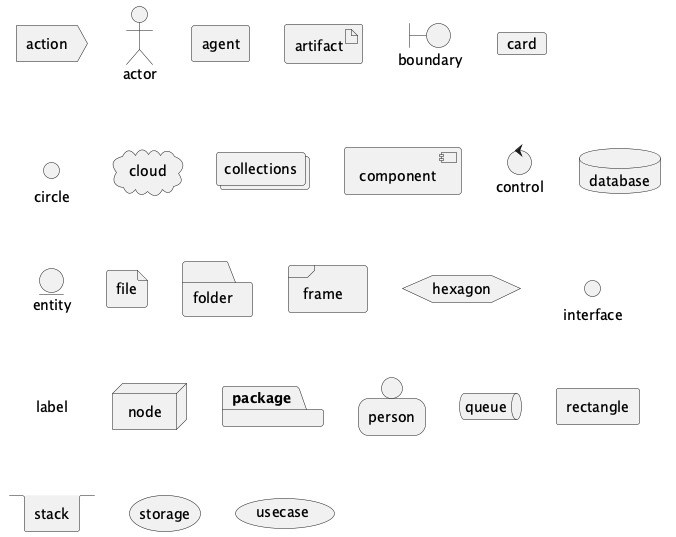 action
actor
agent
artifact
boundary
card
circle
cloud
collections
component
control
database
entity
file
folder
frame
hexagon
interface
label
node
package
person
queue
rectangle
stack
storage
usecase